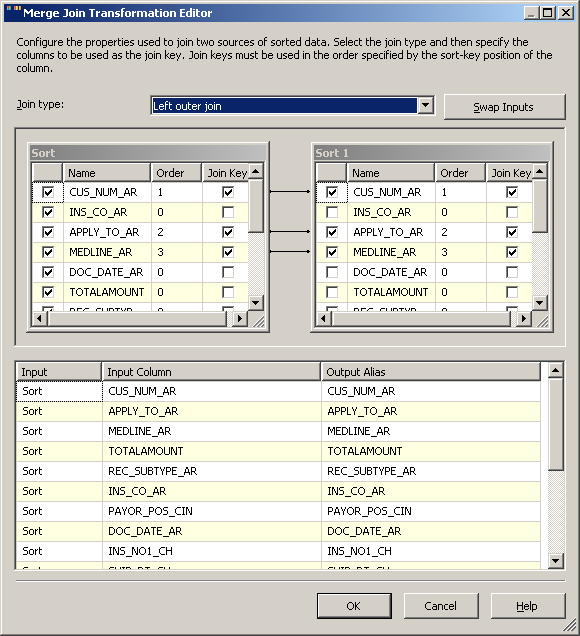 Merge Join Transformation Editor
Configure the properties used to join two sources of sorted data. Select the join type and then specify the
columns to be used as the join key. Join keys must be used in the order specified by the sort-key position of the
column.
Join type:
Left outer join
Swap Inputs
Sort
Name Order Join Key
CUS_NUM_AR 1
INS_CO_AR 0
APPLY_TO_AR 2
MEDLINE_AR 3
DOC_DATE_AR 0
TOTALAMOUNT 0
Sort 1
Name Order Join Key
CUS_NUM_AR 1
INS_CO_AR 0
APPLY_TO_AR 2
MEDLINE_AR 3
DOC_DATE_AR 0
TOTALAMOUNT 0
Input Input Column Output Alias
Sort CUS_NUM_AR CUS_NUM_AR
Sort APPLY_TO_AR APPLY_TO_AR
Sort MEDLINE_AR MEDLINE_AR
Sort TOTALAMOUNT TOTALAMOUNT
Sort REC_SUBTYPE_AR REC_SUBTYPE_AR
Sort INS_CO_AR INS_CO_AR
Sort PAYOR_POS_CIN PAYOR_POS_CIN
Sort DOC_DATE_AR DOC_DATE_AR
Sort INS_NO1_CH INS_NO1_CH
OK Cancel Help